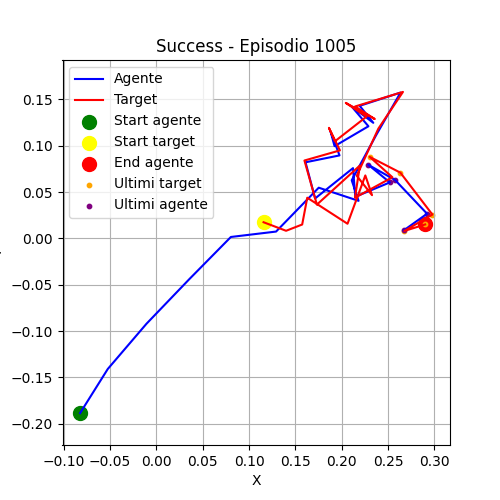 Success - Episodio 1005
Agente
Target
Start agente
Start target
End agente
Ultimi target
Ultimi agente
0.15
0.10
0.05
0.00
−0.05
−0.10
−0.15
−0.20
−0.10 −0.05 0.00 0.05 0.10 0.15 0.20 0.25 0.30
X